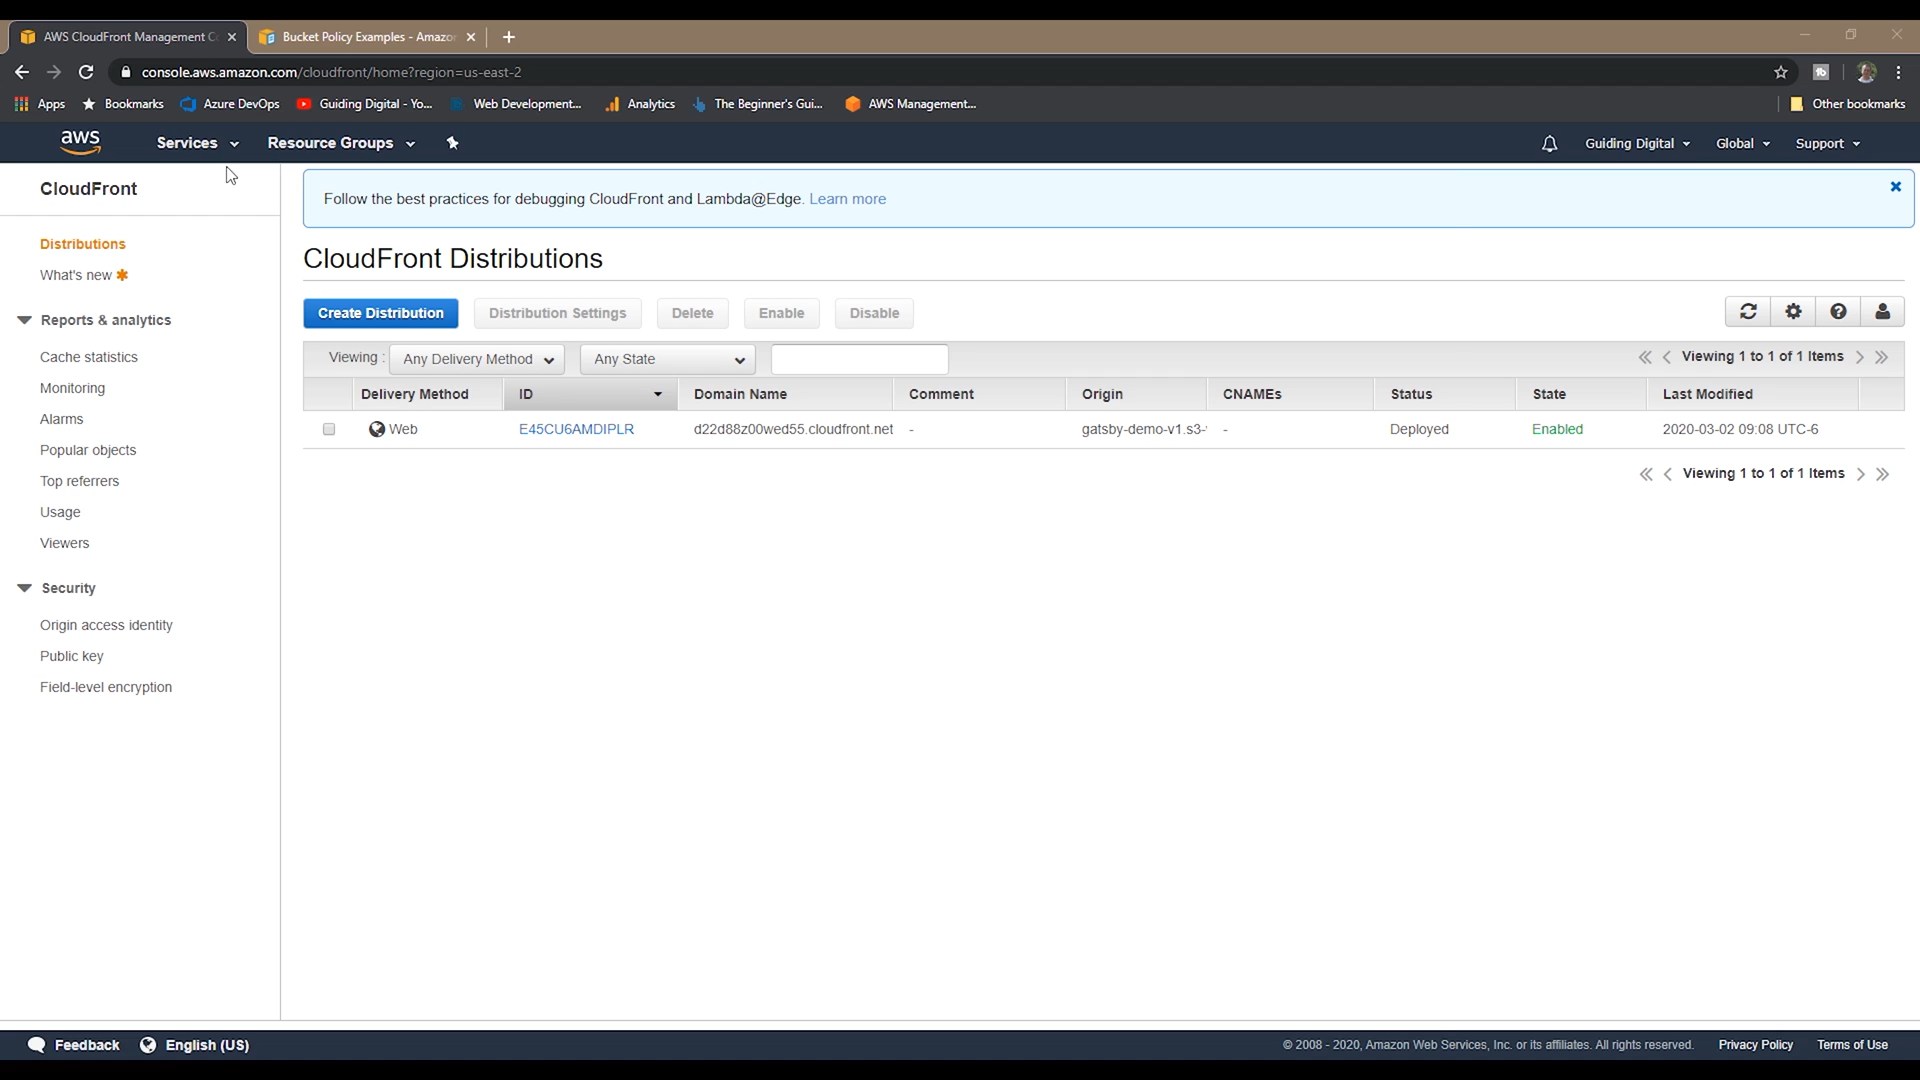 AWS CloudFront Management C
Bucket Policy Examples - Amazor
console.aws.amazon.com/cloudfront/home?region=us-east-2
Apps
Bookmarks
Azure DevOps
Guiding Digital - Yo...
Web Development...
Analytics
The Beginner's Gui...
AWS Management...
Other bookmarks
aws
Services
Resource Groups
Guiding Digital
Global
Support
CloudFront
Distributions
What's new
Reports & analytics
Cache statistics
Monitoring
Alarms
Popular objects
Top referrers
Usage
Viewers
Security
Origin access identity
Public key
Field-level encryption
Follow the best practices for debugging CloudFront and Lambda@Edge. Learn more
CloudFront Distributions
Create Distribution
Distribution Settings
Delete
Enable
Disable
Viewing :
Any Delivery Method
Any State
Viewing 1 to 1 of 1 Items
Delivery Method
ID
Domain Name
Comment
Origin
CNAMEs
Status
State
Last Modified
Web
E45CU6AMDIPLR
d22d88z00wed55.cloudfront.net
-
gatsby-demo-v1.s3-
-
Deployed
Enabled
2020-03-02 09:08 UTC-6
Viewing 1 to 1 of 1 Items
Feedback
English (US)
© 2008 - 2020, Amazon Web Services, Inc. or its affiliates. All rights reserved.
Privacy Policy
Terms of Use